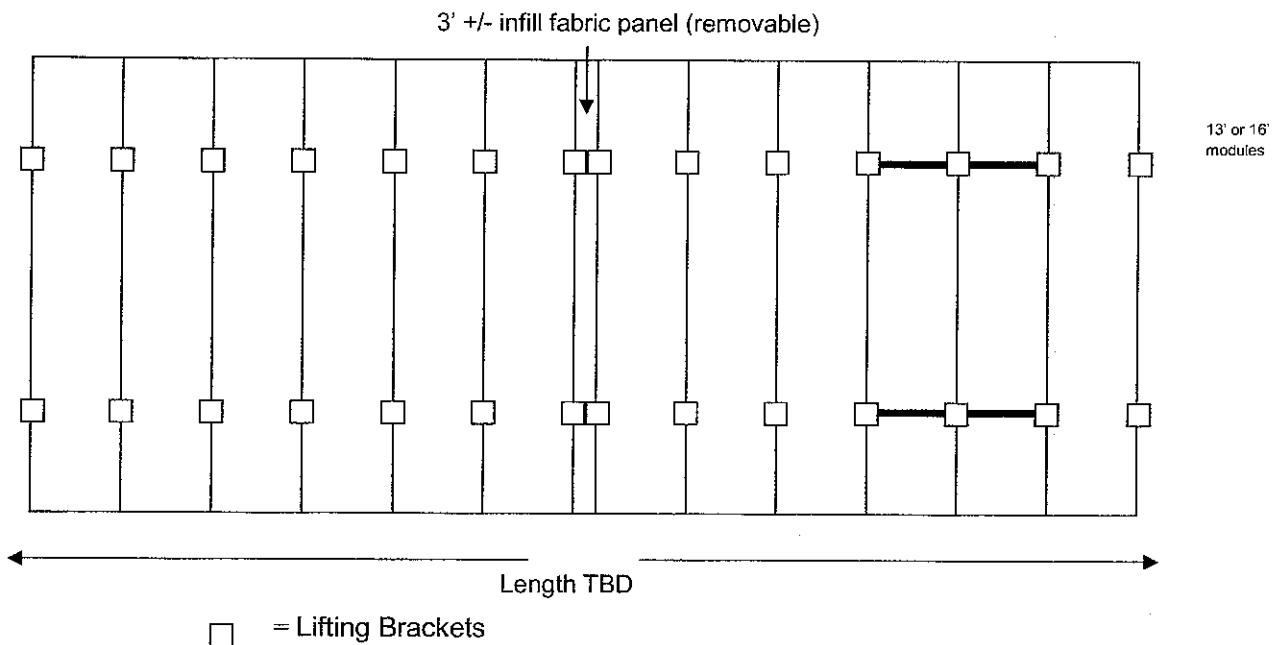 3' +/- infill fabric panel (removable)
13' or 16'
modules
Length TBD
= Lifting Brackets